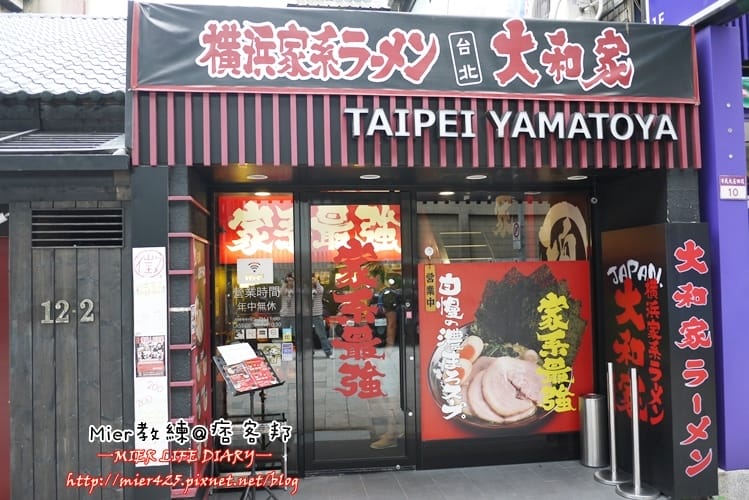 横浜家系ラーメン 台北 大和家
TAIPEI YAMATOYA
10
12-2
家系最強
家系最強
営業時間
年中無休
営業中
自慢の濃厚
家系最強
JAPAN.
横浜家系ラーメン
大和家
大和家ラーメン
Mier教練@痞客邦
MIER LIFE DIARY
http://mier425.pixnet.net/blog